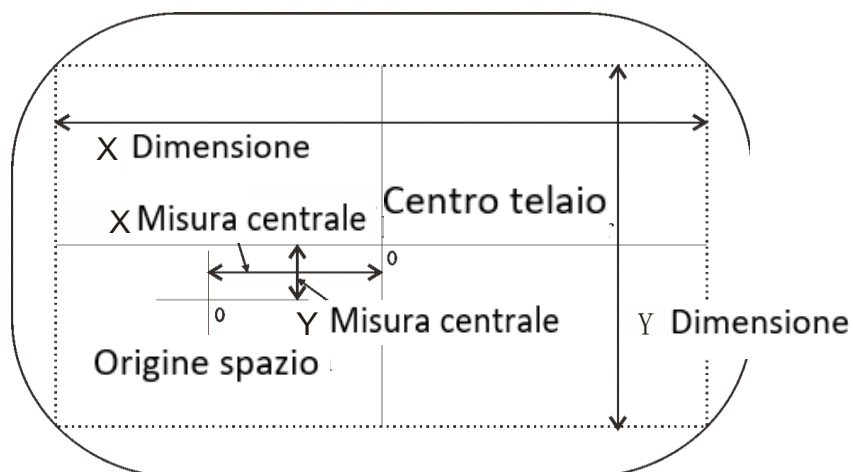 X Dimensione
Centro telaio
X Misura centrale
0
0
Y Misura centrale
Y Dimensione
Origine spazio